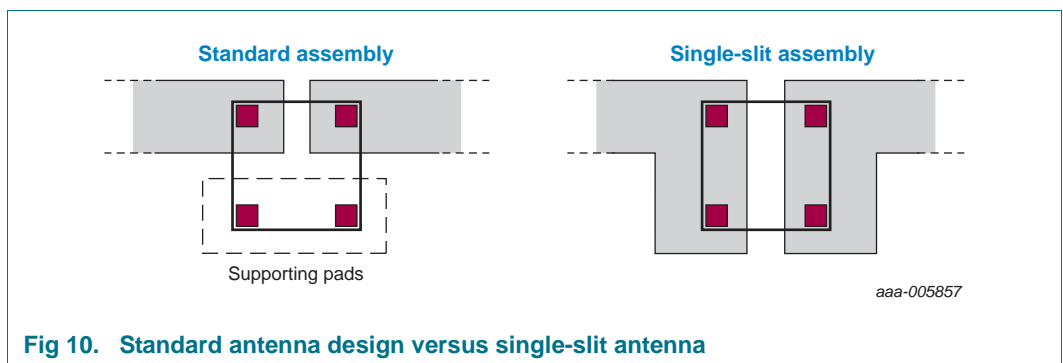 Standard assembly
Single-slit assembly
Supporting pads
aaa-005857
Fig 10. Standard antenna design versus single-slit antenna